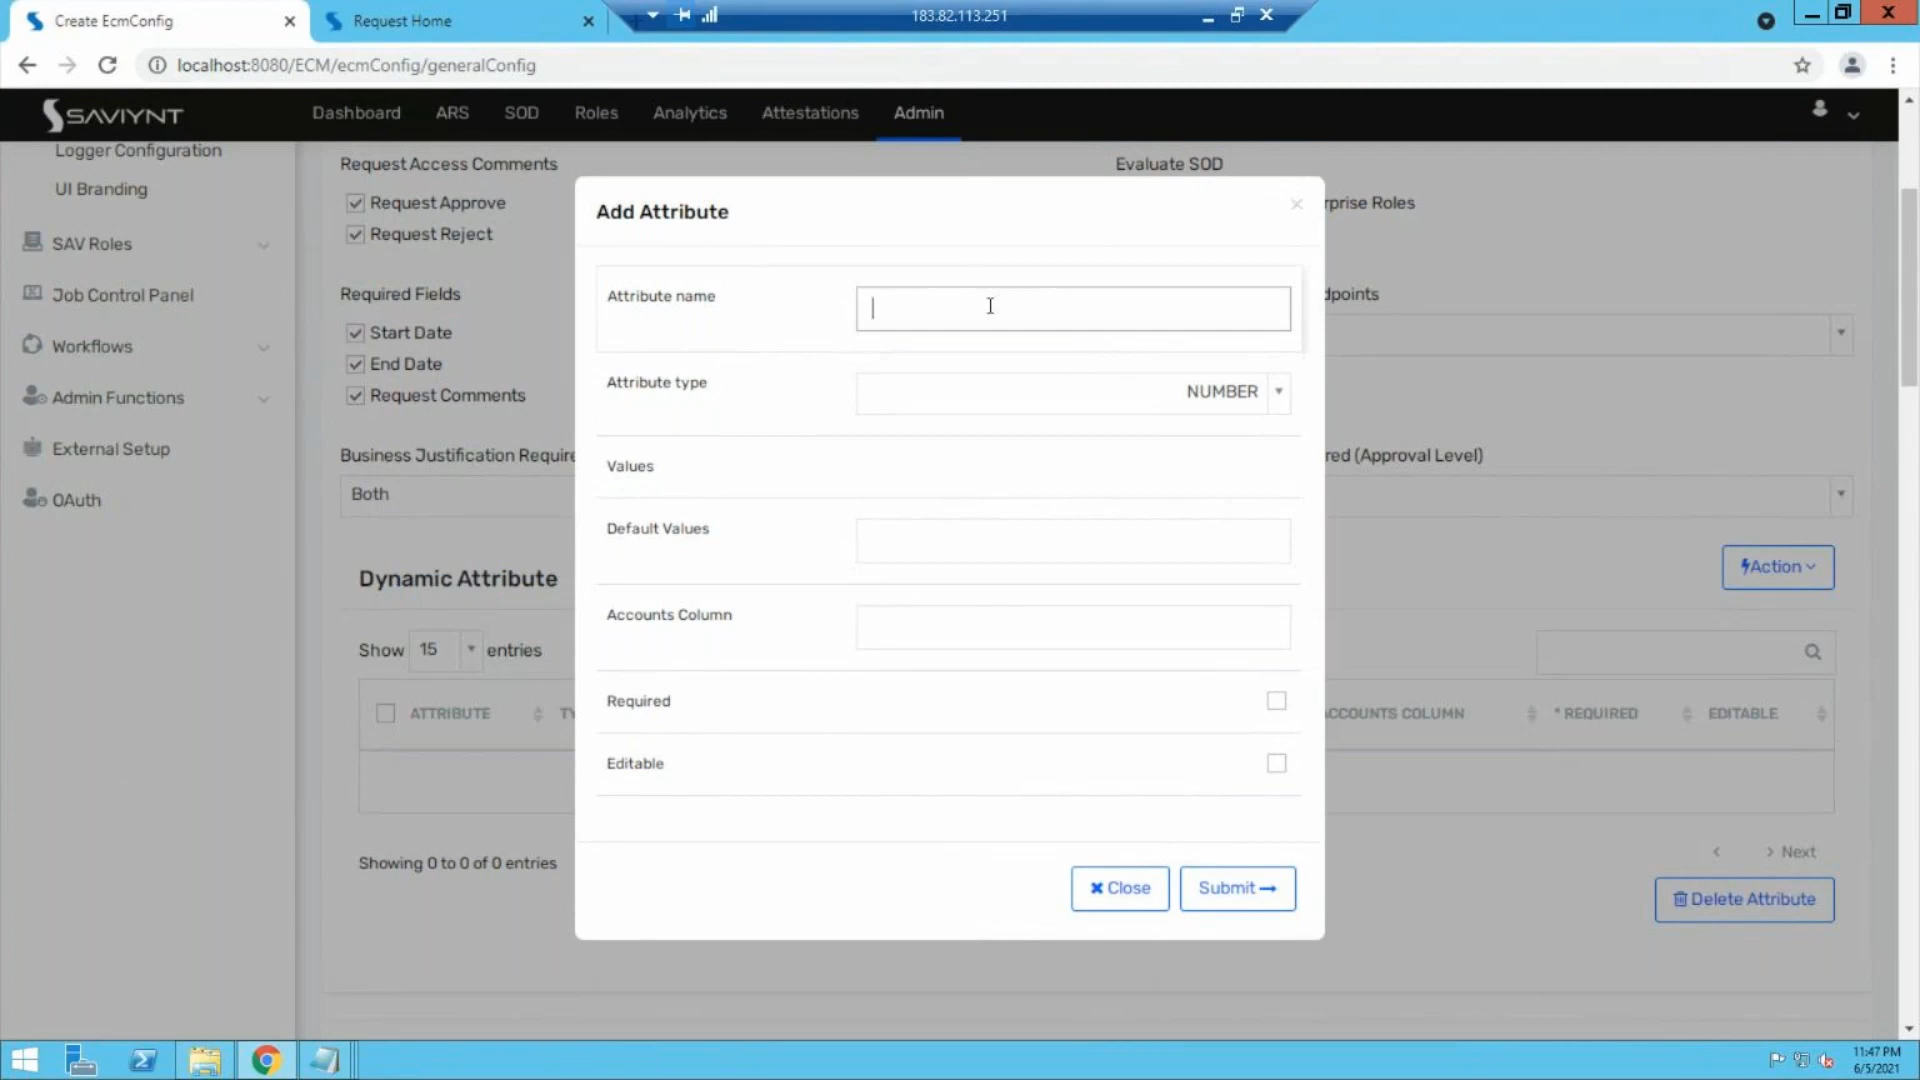 Create EcmConfig
Request Home
183.82.113.251
localhost:8080/ECM/ecmConfig/generalConfig
SAVIYNT
Dashboard
ARS
SOD
Roles
Analytics
Attestations
Admin
Logger Configuration
UI Branding
SAV Roles
Job Control Panel
Workflows
Admin Functions
External Setup
OAuth
Request Access Comments
Request Approve
Request Reject
Required Fields
Start Date
End Date
Request Comments
Business Justification Require
Both
Evaluate SOD
rprise Roles
dpoints
red (Approval Level)
Add Attribute
Attribute name
Attribute type
NUMBER
Values
Default Values
Accounts Column
Required
Editable
Close
Submit
Dynamic Attribute
Action
Show 15 entries
ATTRIBUTE
TY
CCOUNTS COLUMN
* REQUIRED
EDITABLE
Showing 0 to 0 of 0 entries
Next
Delete Attribute
11:47 PM
6/5/2021